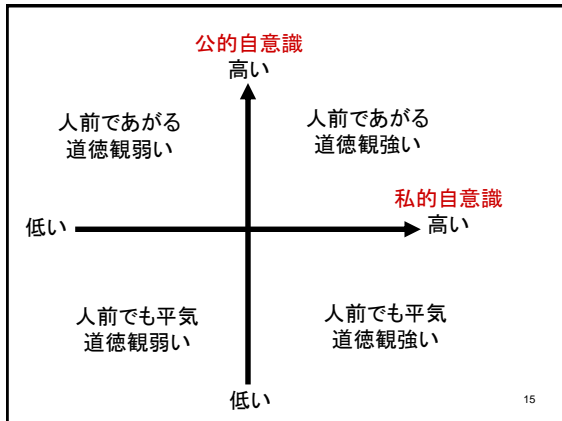 公的自意識
高い
人前であがる
道徳観弱い
人前であがる
道徳観強い
私的自意識
高い
低い
人前でも平気
道徳観弱い
人前でも平気
道徳観強い
低い
15